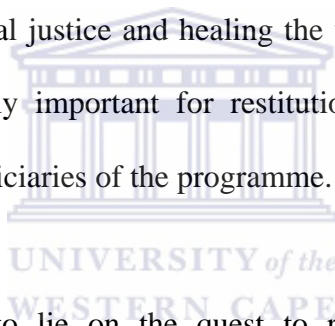 al justice and healing the
y important for restitutio
iciaries of the programme.
UNIVERSITY of the
WESTERN CAPE
to lie on the quest to